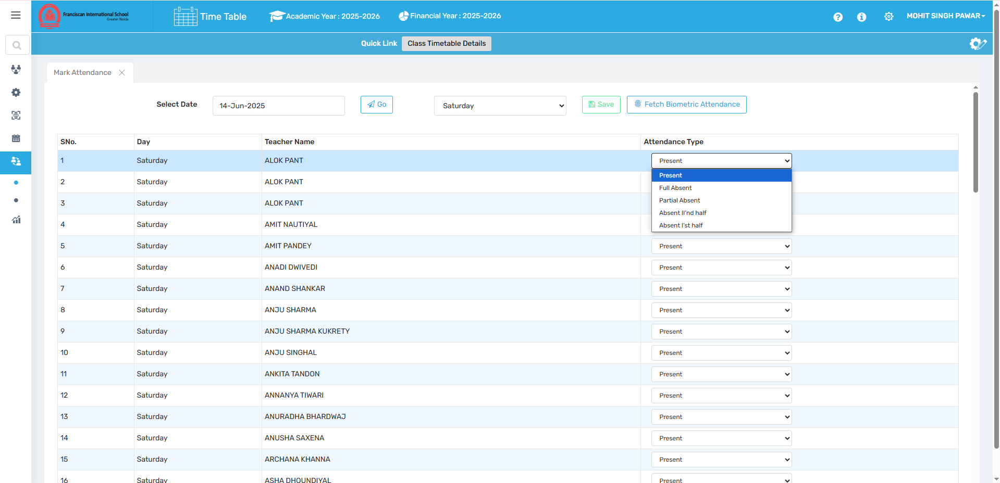 Franciscan International School
Greater Noida
Time Table
Academic Year : 2025-2026
Financial Year : 2025-2026
MOHIT SINGH PAWAR
Quick Link
Class Timetable Details
Mark Attendance
Select Date
14-Jun-2025
Go
Saturday
Save
Fetch Biometric Attendance
SNo. Day Teacher Name Attendance Type
1 Saturday ALOK PANT Present
Present
Full Absent
Partial Absent
Absent II'nd half
Absent I'st half
2 Saturday ALOK PANT
3 Saturday ALOK PANT
4 Saturday AMIT NAUTIYAL
5 Saturday AMIT PANDEY Present
6 Saturday ANADI DWIVEDI Present
7 Saturday ANAND SHANKAR Present
8 Saturday ANJU SHARMA Present
9 Saturday ANJU SHARMA KUKRETY Present
10 Saturday ANJU SINGHAL Present
11 Saturday ANKITA TANDON Present
12 Saturday ANNANYA TIWARI Present
13 Saturday ANURADHA BHARDWAJ Present
14 Saturday ANUSHA SAXENA Present
15 Saturday ARCHANA KHANNA Present
16 Saturday ASHA DHOUNDIYAL Present